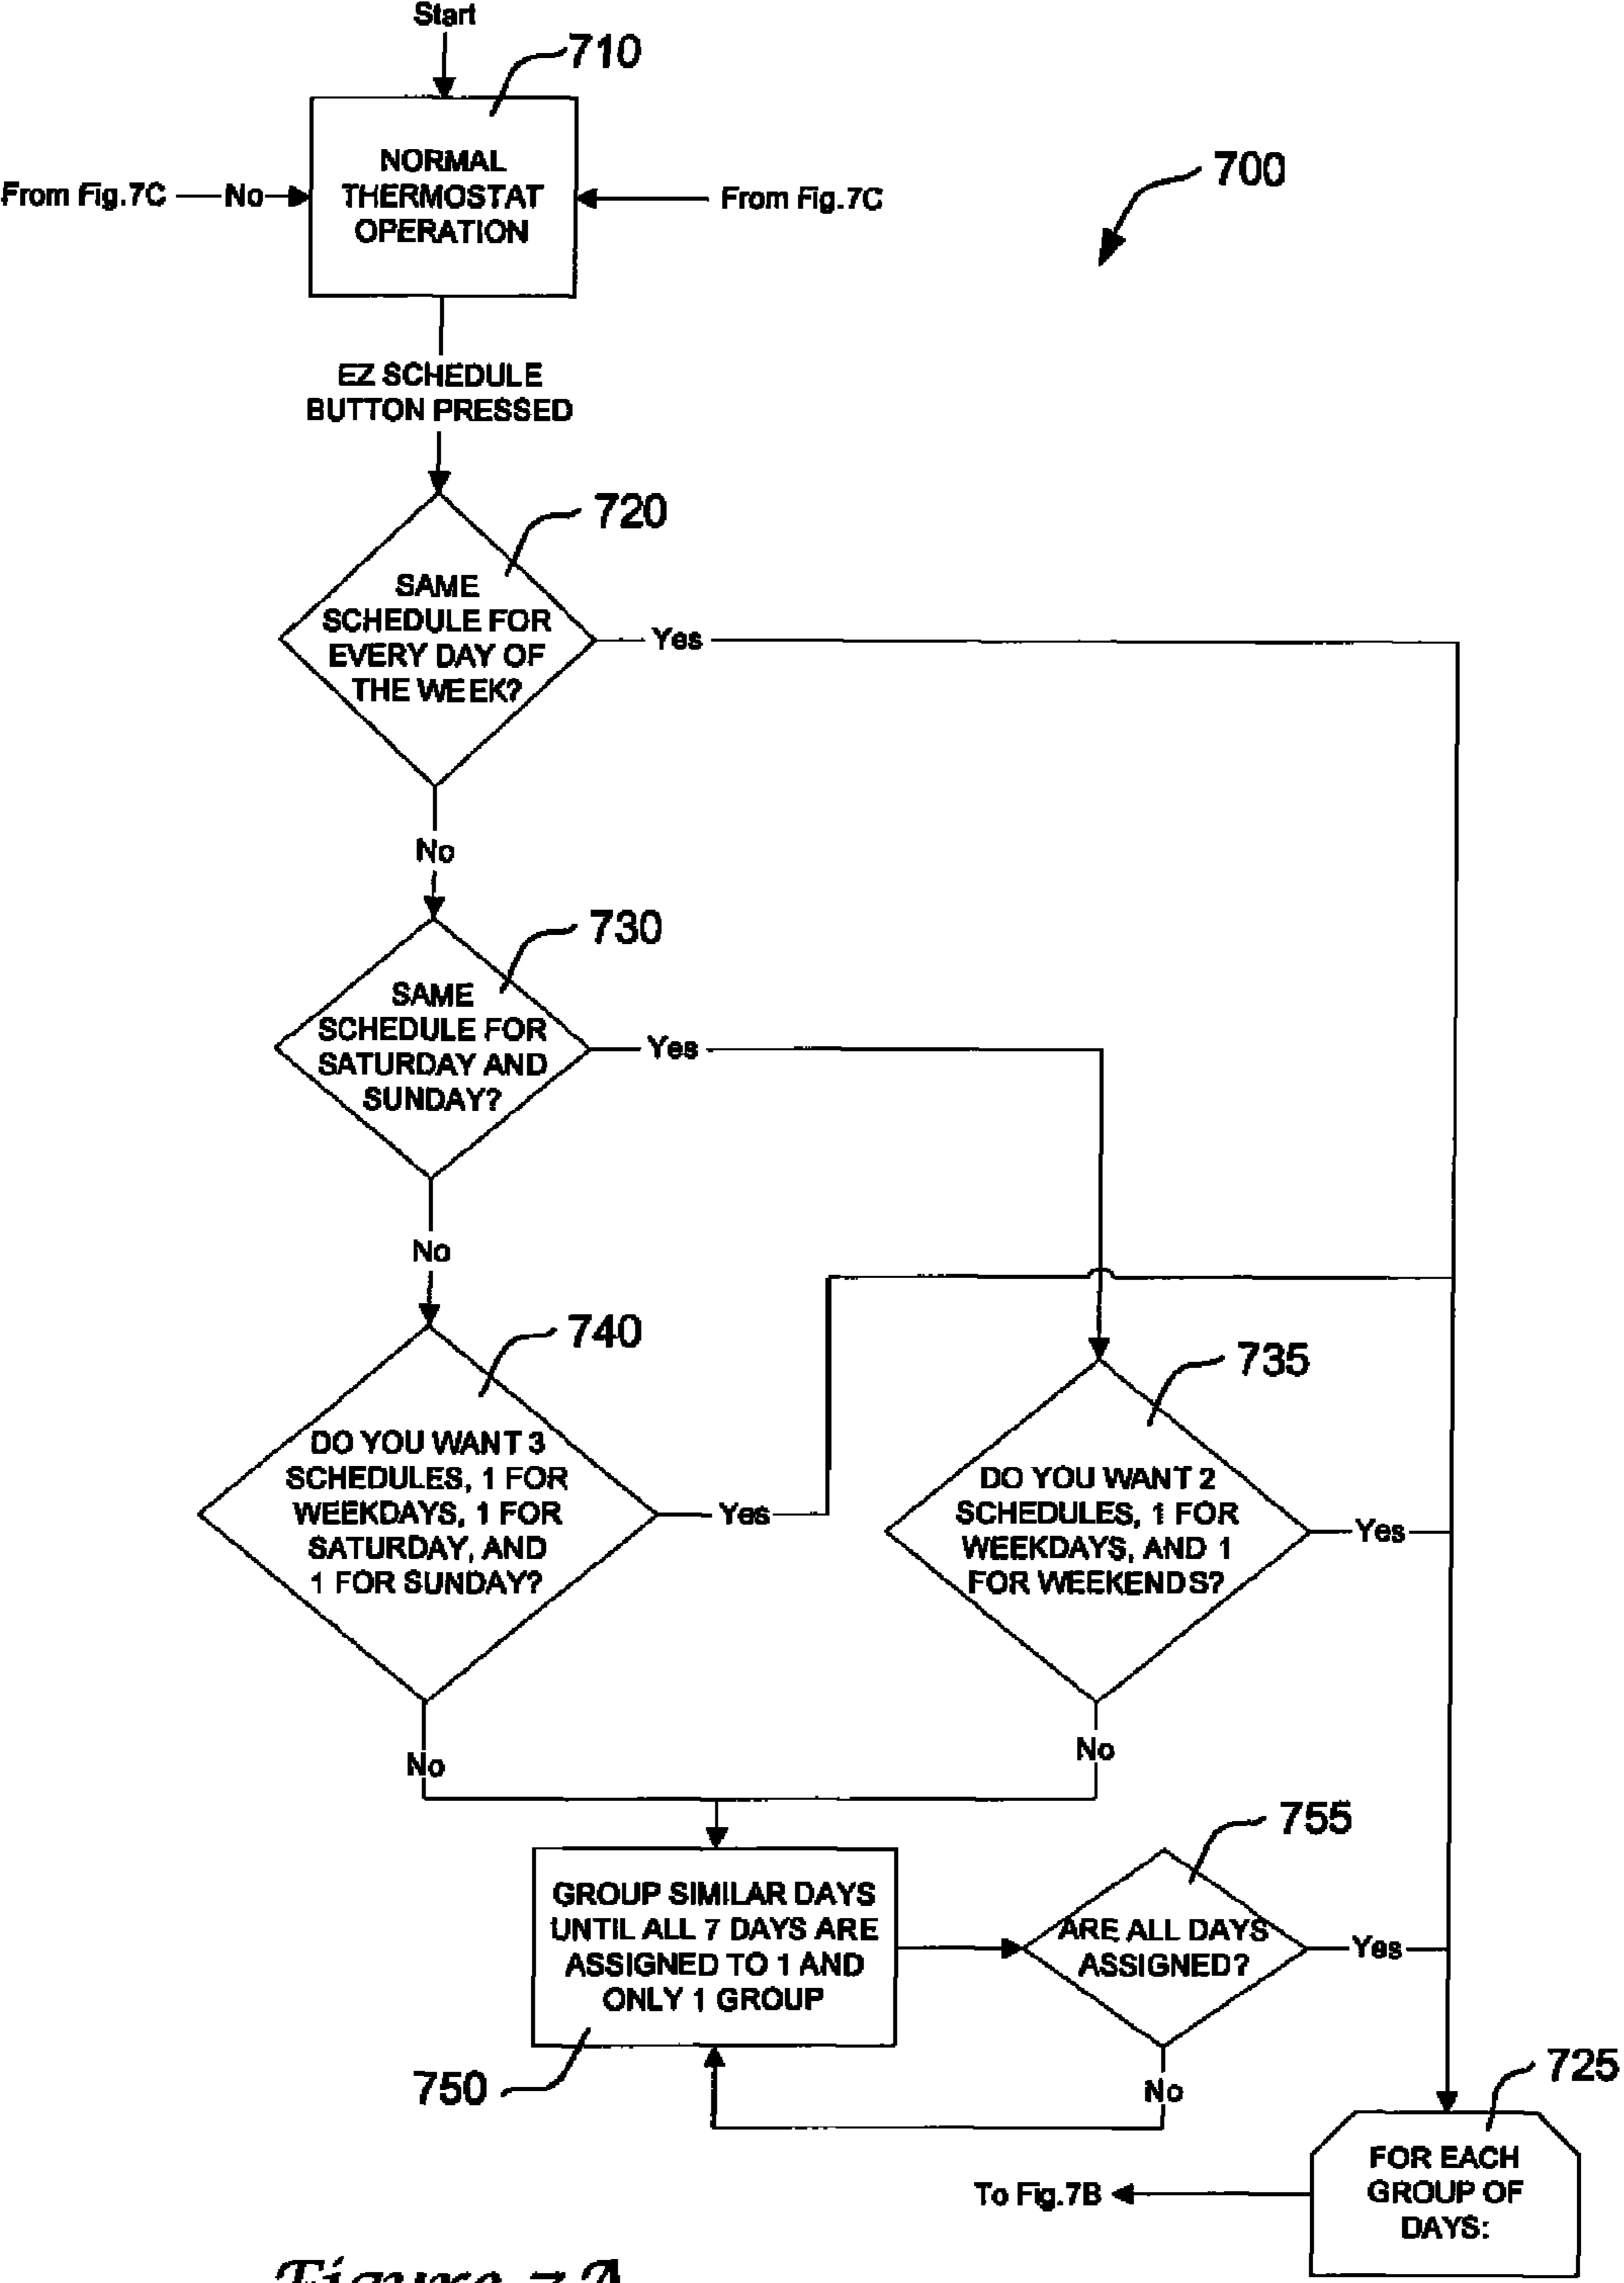 Start
710
NORMAL
THERMOSTAT
OPERATION
From Fig.7C
No
From Fig.7C
700
EZ SCHEDULE
BUTTON PRESSED
720
SAME
SCHEDULE FOR
EVERY DAY OF
THE WEEK?
Yes
No
730
SAME
SCHEDULE FOR
SATURDAY AND
SUNDAY?
Yes
No
740
DO YOU WANT 3
SCHEDULES, 1 FOR
WEEKDAYS, 1 FOR
SATURDAY, AND
1 FOR SUNDAY?
Yes
735
DO YOU WANT 2
SCHEDULES, 1 FOR
WEEKDAYS, AND 1
FOR WEEKENDS?
Yes
No
No
GROUP SIMILAR DAYS
UNTIL ALL 7 DAYS ARE
ASSIGNED TO 1 AND
ONLY 1 GROUP
750
755
ARE ALL DAYS
ASSIGNED?
Yes
No
725
FOR EACH
GROUP OF
DAYS:
To Fig.7B
Figure 7A